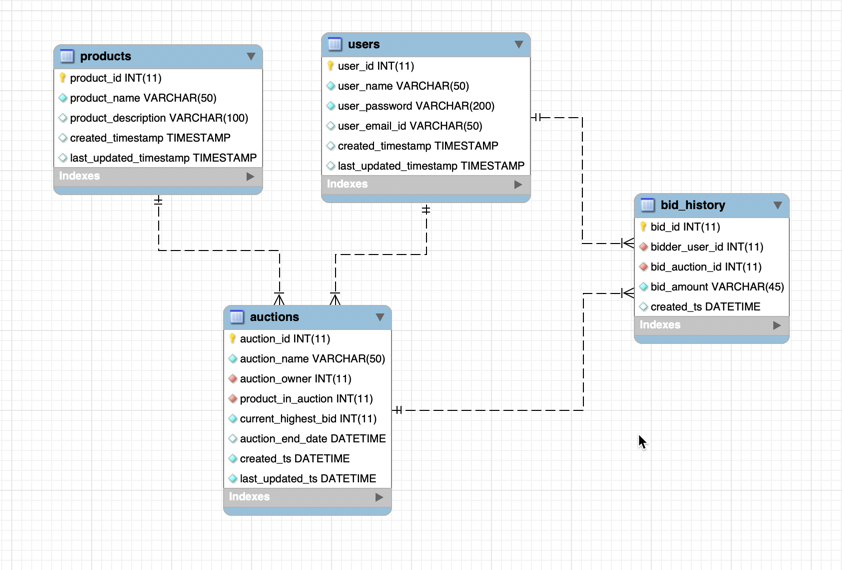 products
product_id INT(11)
product_name VARCHAR(50)
product_description VARCHAR(100)
created_timestamp TIMESTAMP
last_updated_timestamp TIMESTAMP
Indexes
users
user_id INT(11)
user_name VARCHAR(50)
user_password VARCHAR(200)
user_email_id VARCHAR(50)
created_timestamp TIMESTAMP
last_updated_timestamp TIMESTAMP
Indexes
bid_history
bid_id INT(11)
bidder_user_id INT(11)
bid_auction_id INT(11)
bid_amount VARCHAR(45)
created_ts DATETIME
Indexes
auctions
auction_id INT(11)
auction_name VARCHAR(50)
auction_owner INT(11)
product_in_auction INT(11)
current_highest_bid INT(11)
auction_end_date DATETIME
created_ts DATETIME
last_updated_ts DATETIME
Indexes